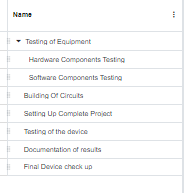 Name
Testing of Equipment
Hardware Components Testing
Software Components Testing
Building Of Circuits
Setting Up Complete Project
Testing of the device
Documentation of results
Final Device check up